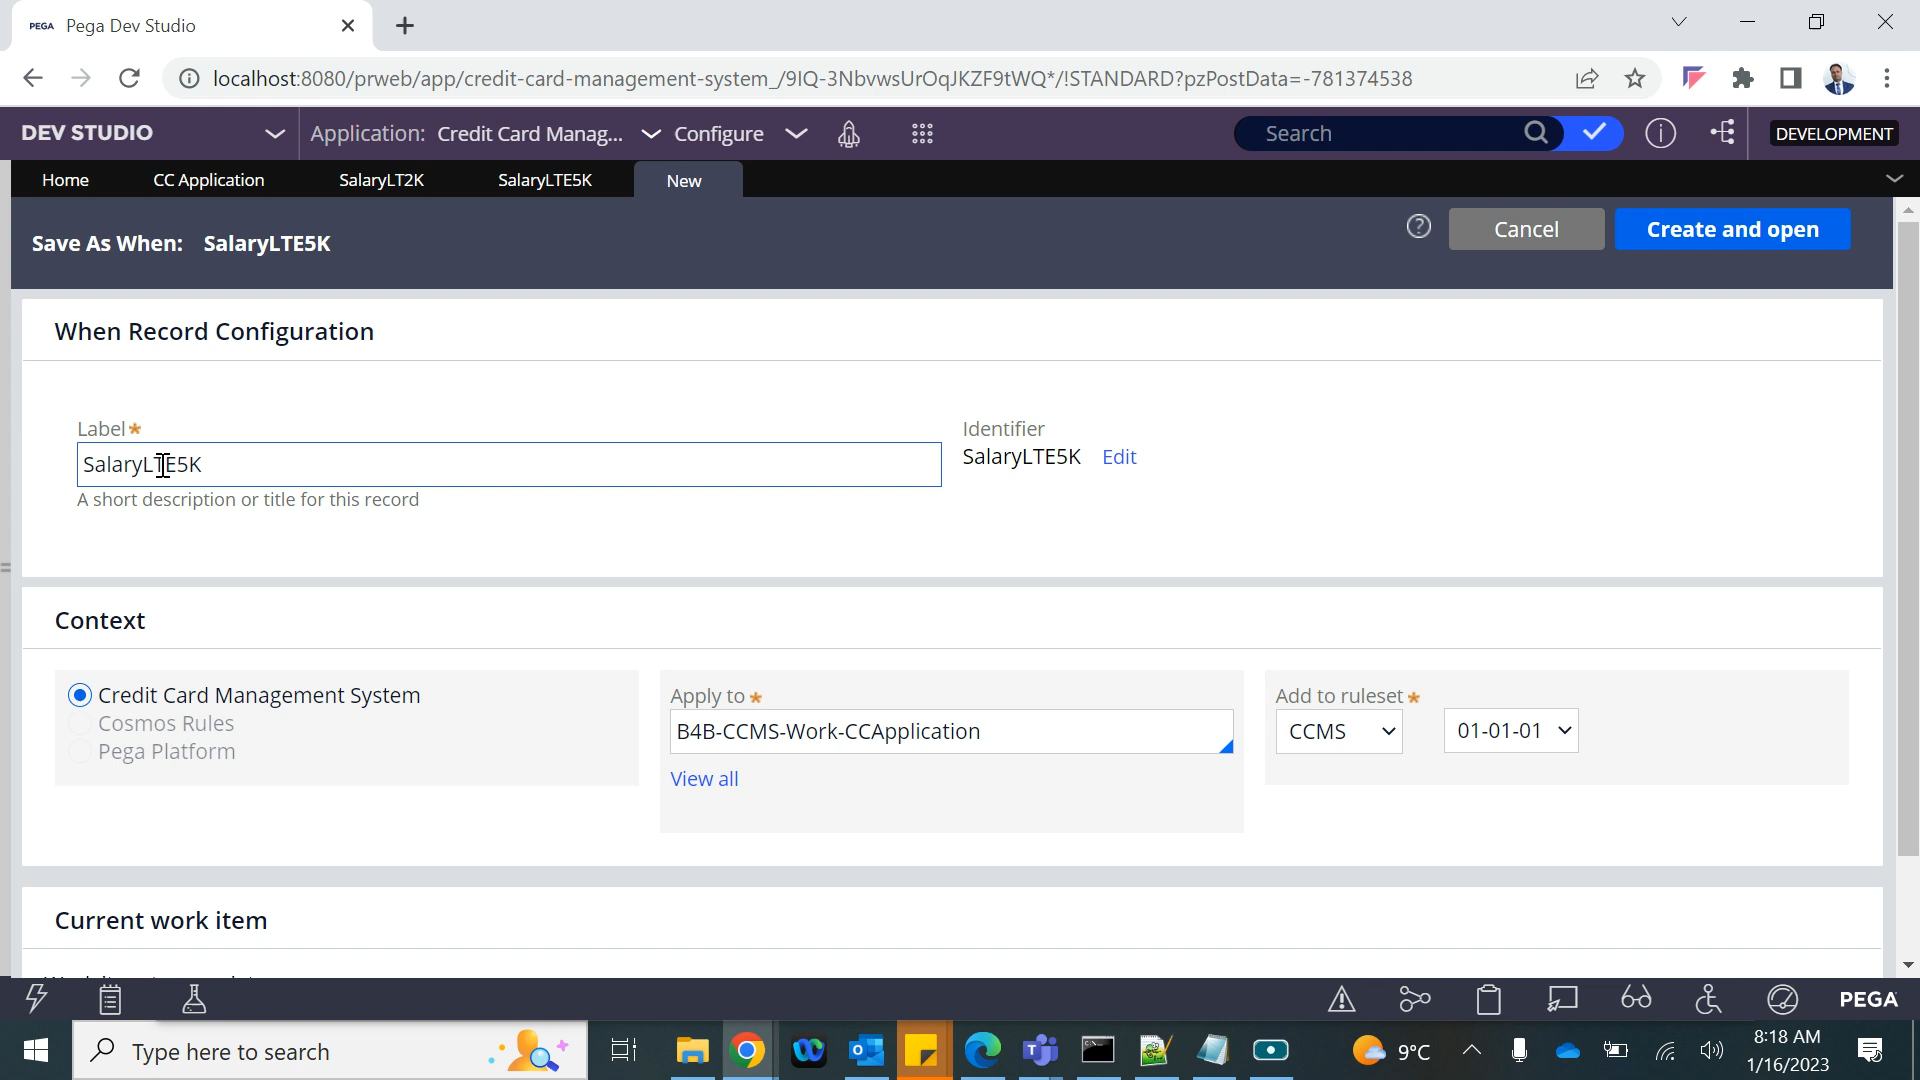 PEGA Pega Dev Studio
localhost:8080/prweb/app/credit-card-management-system_/9IQ-3NbvwsUrOqJKZF9tWQ*/!STANDARD?pzPostData=-781374538
DEV STUDIO Application: Credit Card Manag... Configure Search DEVELOPMENT
Home CC Application SalaryLT2K SalaryLTE5K New
Save As When: SalaryLTE5K Cancel Create and open
When Record Configuration
Label* Identifier
SalaryLTE5K SalaryLTE5K Edit
A short description or title for this record
Context
Credit Card Management System
Cosmos Rules
Pega Platform
Apply to*
B4B-CCMS-Work-CCApplication
View all
Add to ruleset*
CCMS 01-01-01
Current work item
PEGA
Type here to search 9°C 8:18 AM
1/16/2023